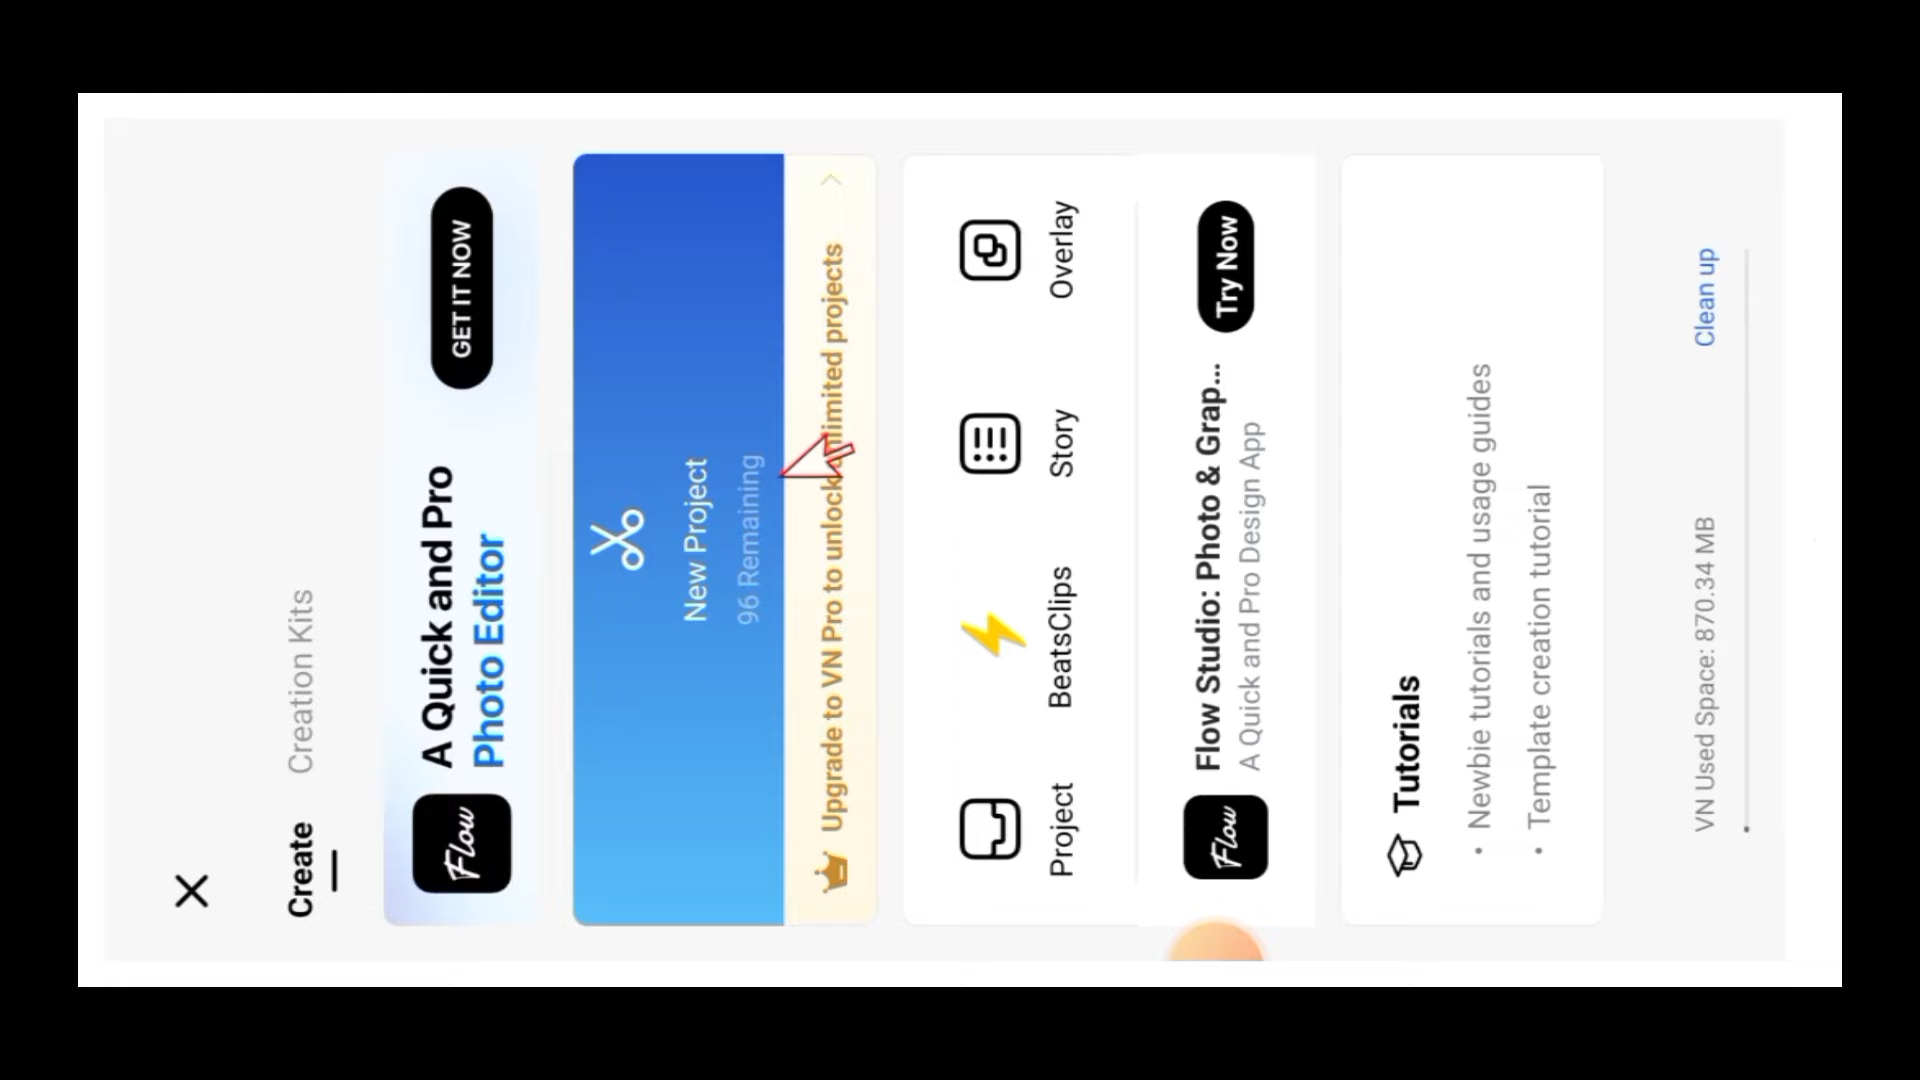 Create Creation Kits
Flow
A Quick and Pro
Photo Editor
GET IT NOW
New Project
96 Remaining
Upgrade to VN Pro to unlock unlimited projects
Project BeatsClips Story Overlay
Flow
Flow Studio: Photo & Grap...
A Quick and Pro Design App
Try Now
Tutorials
• Newbie tutorials and usage guides
• Template creation tutorial
VN Used Space: 870.34 MB Clean up